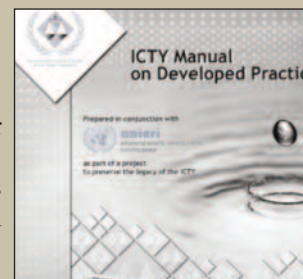 ICTY Manual
on Developed Practic
Prepared in conjunction with
unicri
as part of a project
to preserve the legacy of the ICTY